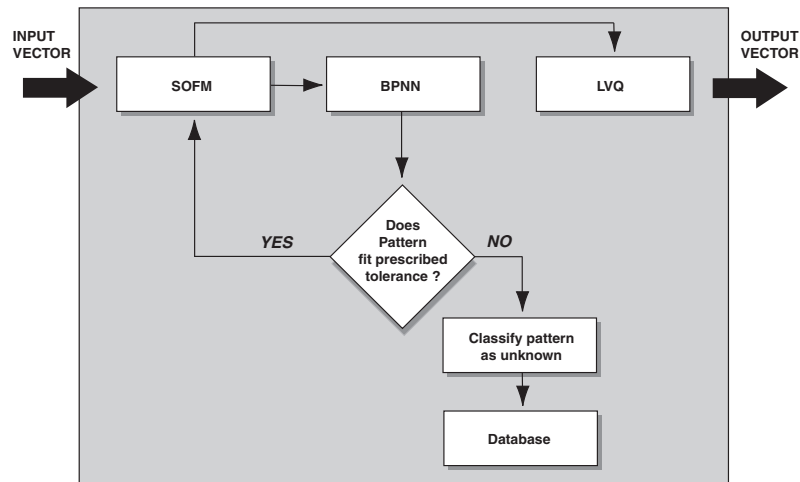 INPUT
VECTOR
OUTPUT
VECTOR
SOFM
BPNN
LVQ
Does
Pattern
fit prescribed
tolerance ?
YES
NO
Classify pattern
as unknown
Database